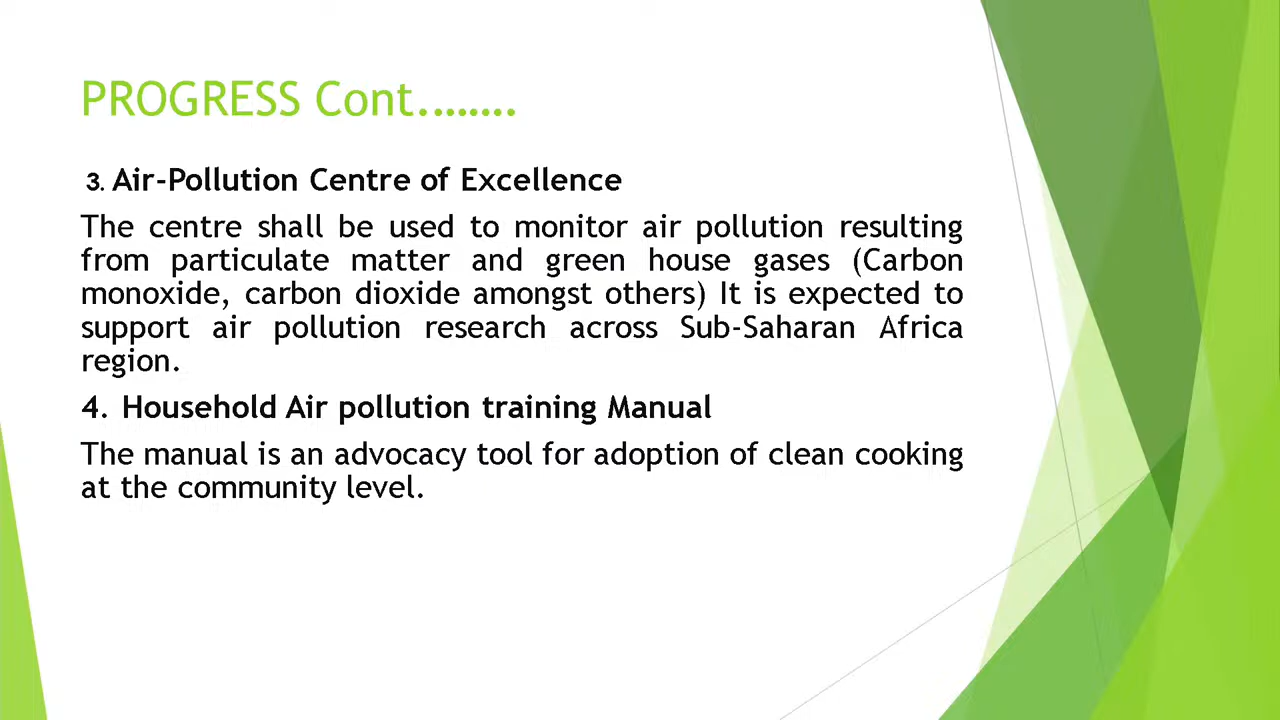 PROGRESS Cont.…….
3. Air-Pollution Centre of Excellence
The centre shall be used to monitor air pollution resulting
from particulate matter and green house gases (Carbon
monoxide, carbon dioxide amongst others) It is expected to
support air pollution research across Sub-Saharan Africa
region.
4. Household Air pollution training Manual
The manual is an advocacy tool for adoption of clean cooking
at the community level.